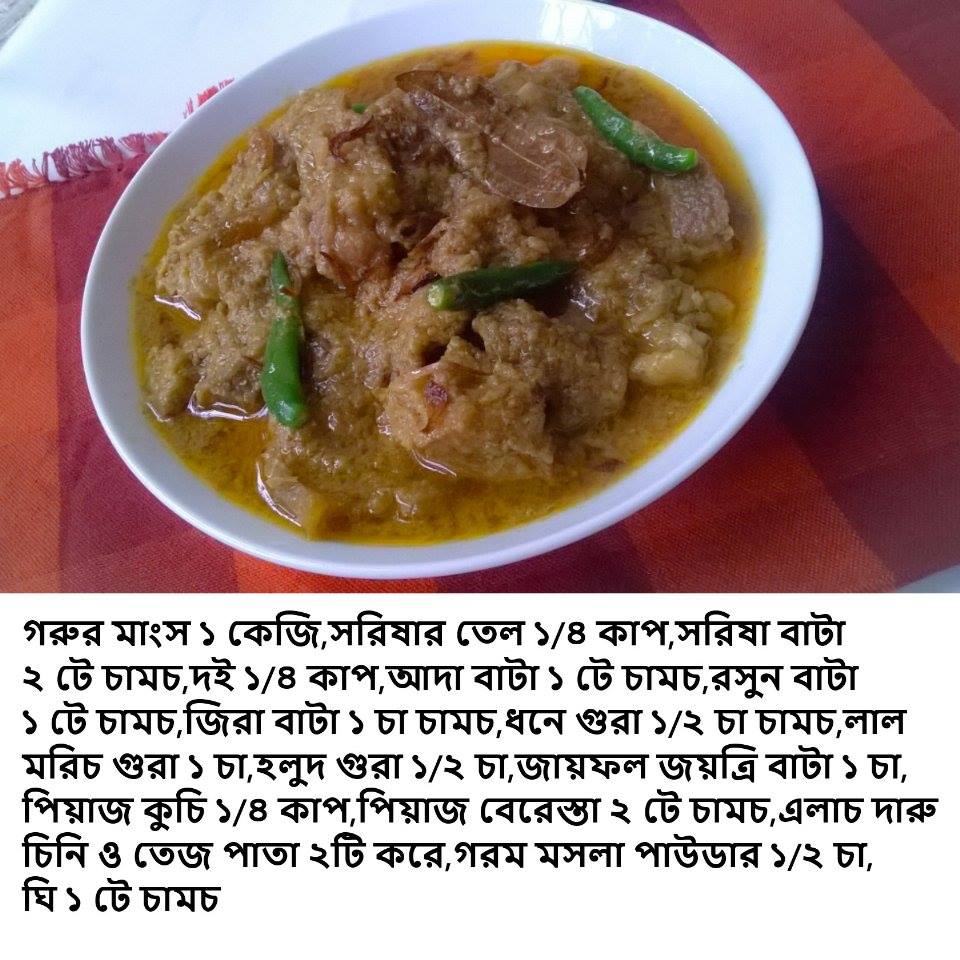 গরুর মাংস ১ কেজি,সরিষার তেল ১/৪ কাপ,সরিষা বাটা
২ টে চামচ,দই ১/৪ কাপ,আদা বাটা ১ টে চামচ,রসুন বাটা
১ টে চামচ,জিরা বাটা ১ চা চামচ,ধনে গুরা ১/২ চা চামচ,লাল
মরিচ গুরা ১ চা,হলুদ গুরা ১/২ চা,জায়ফল জয়ত্রি বাটা ১ চা,
পিয়াজ কুচি ১/৪ কাপ,পিয়াজ বেরেস্তা ২ টে চামচ,এলাচ দারু
চিনি ও তেজ পাতা ২টি করে,গরম মসলা পাউডার ১/২ চা,
ঘি ১ টে চামচ